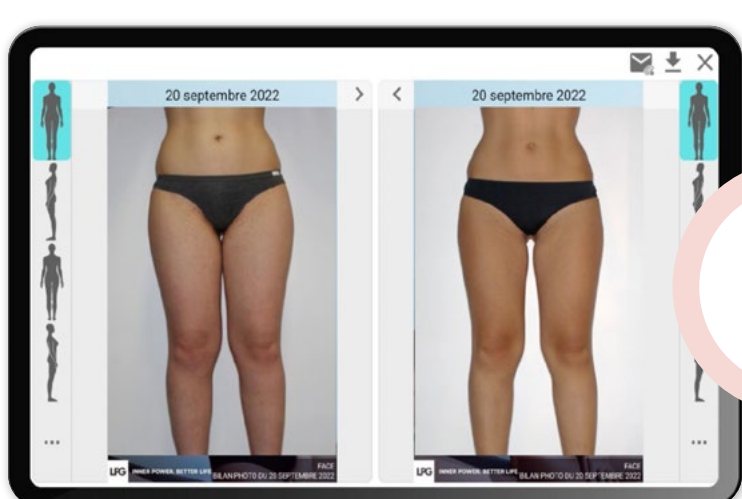 20 septembre 2022
20 septembre 2022
LPG INNER POWER, BETTER LIFE
FACE
BILAN PHOTO DU 20 SEPTEMBRE 2022
LPG INNER POWER, BETTER LIFE
FACE
BILAN PHOTO DU 20 SEPTEMBRE 2022